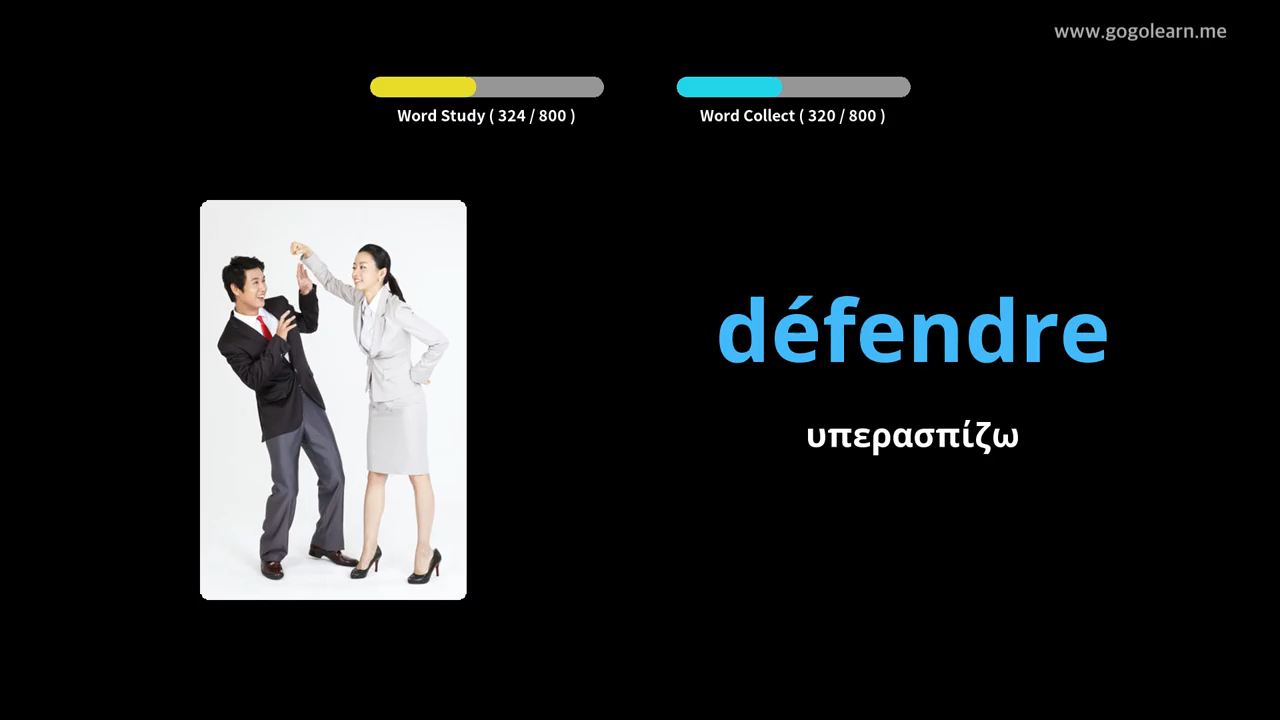 www.gogolearn.me
Word Study ( 324 / 800 )
Word Collect ( 320 / 800 )
défendre
υπερασπίζω